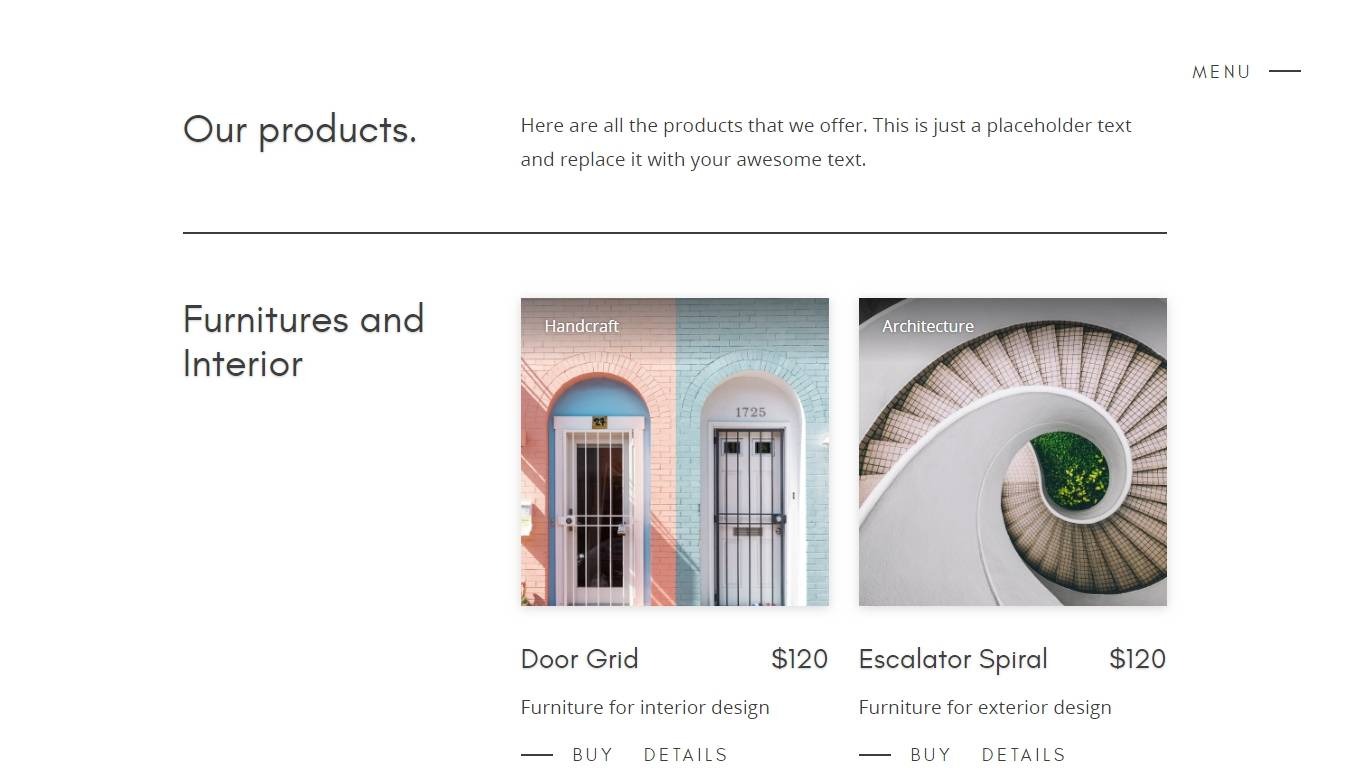 MENU
Our products.
Here are all the products that we offer. This is just a placeholder text
and replace it with your awesome text.
Furnitures and
Interior
Handcraft
24
1725
Architecture
Door Grid $120
Furniture for interior design
BUY DETAILS
Escalator Spiral $120
Furniture for exterior design
BUY DETAILS